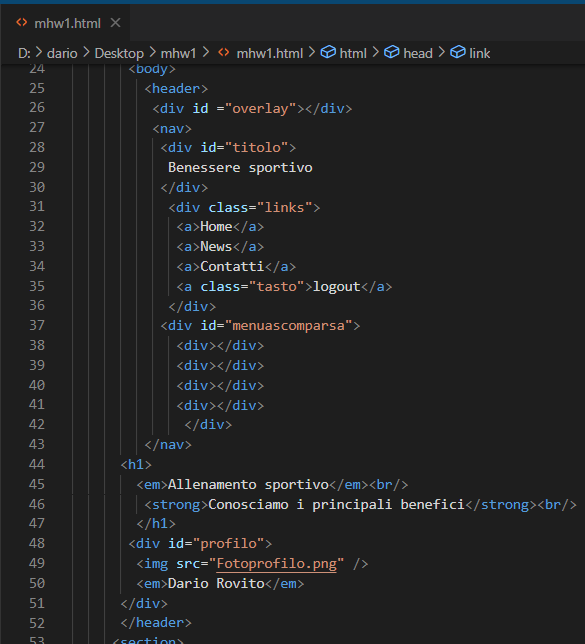 mhw1.html
D: > dario > Desktop > mhw1 > mhw1.html > html > head > link
24 <body>
25 <header>
26 <div id ="overlay"></div>
27 <nav>
28 <div id="titolo">
29 Benessere sportivo
30 </div>
31 <div class="links">
32 <a>Home</a>
33 <a>News</a>
34 <a>Contatti</a>
35 <a class="tasto">logout</a>
36 </div>
37 <div id="menuascomparsa">
38 <div></div>
39 <div></div>
40 <div></div>
41 <div></div>
42 </div>
43 </nav>
44 <h1>
45 <em>Allenamento sportivo</em><br/>
46 <strong>Conosciamo i principali benefici</strong><br/>
47 </h1>
48 <div id="profilo">
49 <img src="Fotoprofilo.png" />
50 <em>Dario Rovito</em>
51 </div>
52 </header>
53 <section>